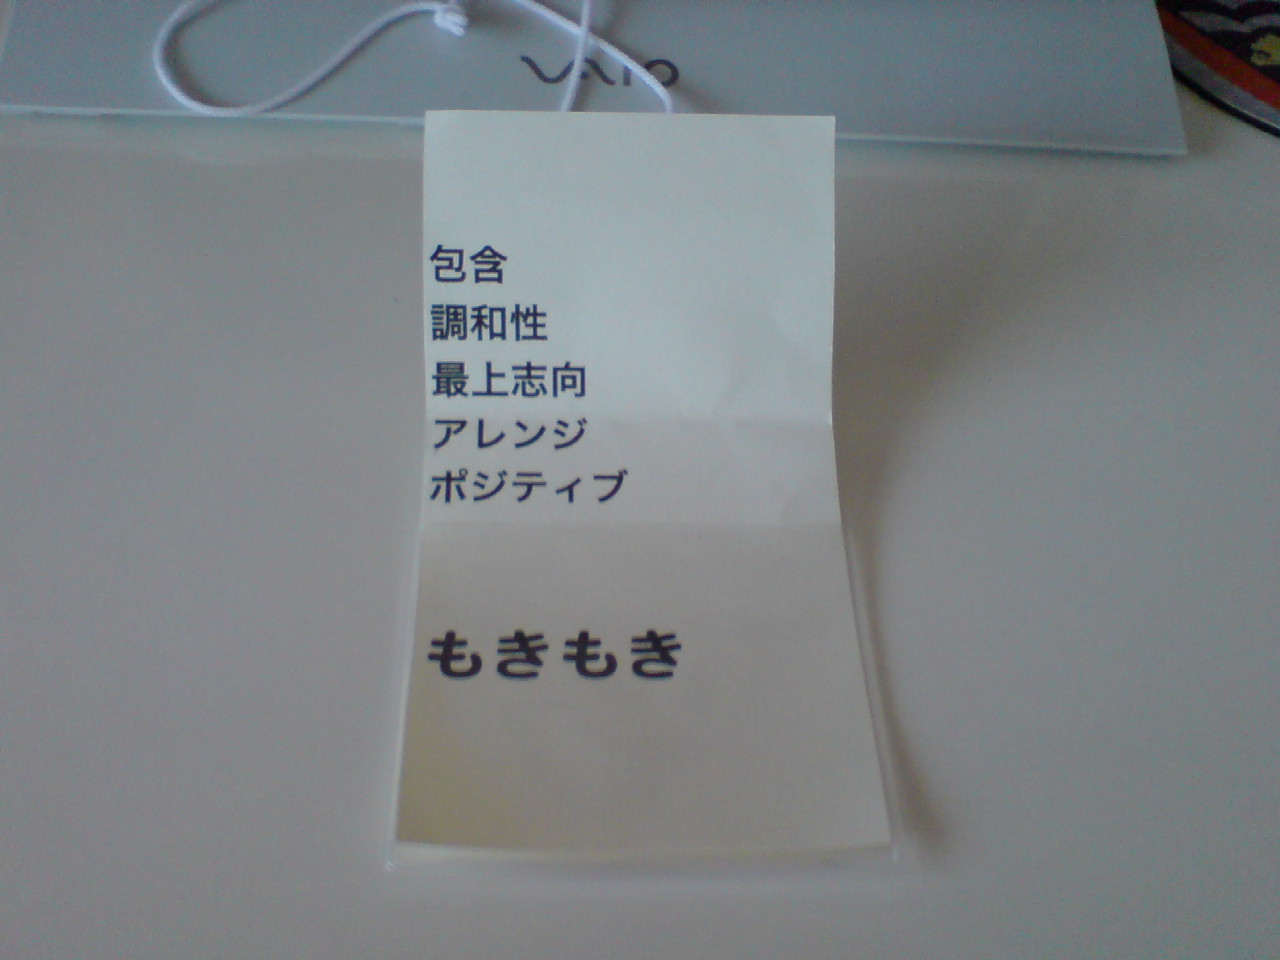 VAIO
包含
調和性
最上志向
アレンジ
ポジティブ
もきもき